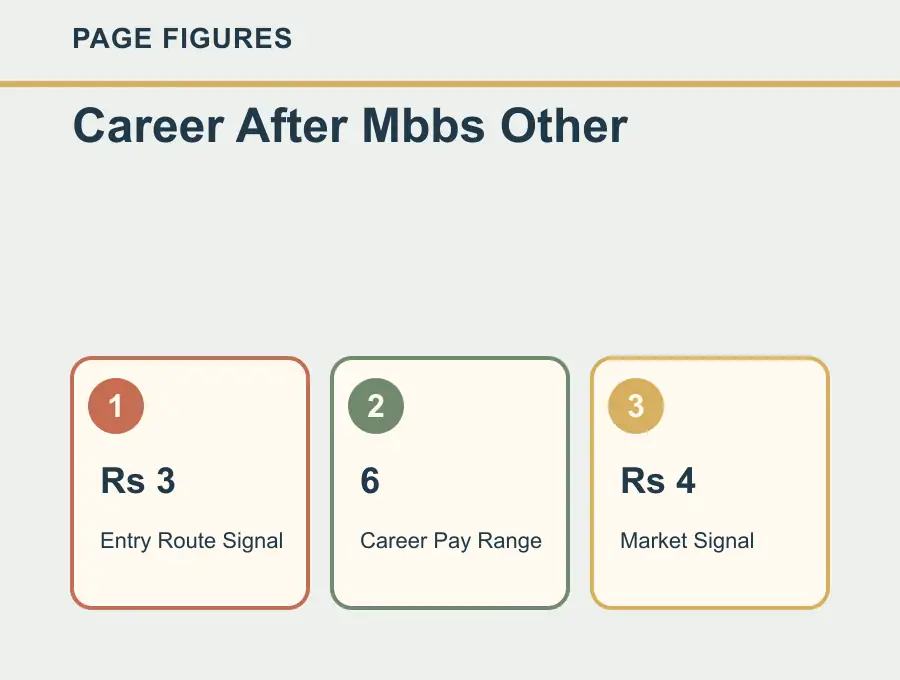 PAGE FIGURES
Career After Mbbs Other
1
Rs 3
Entry Route Signal
2
6
Career Pay Range
3
Rs 4
Market Signal